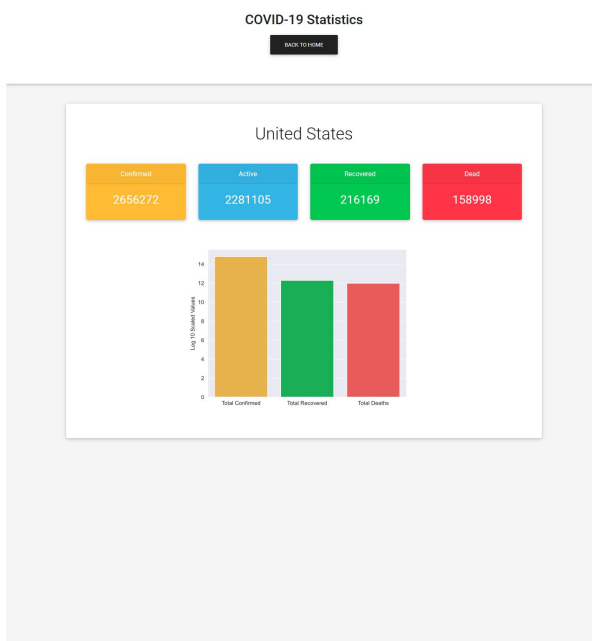 COVID-19 Statistics
BACK TO HOME
United States
Confirmed
2656272
Active
2281105
Recovered
216169
Dead
158998
Log 10 Scaled Values
14
12
10
8
6
4
2
0
Total Confirmed
Total Recovered
Total Deaths